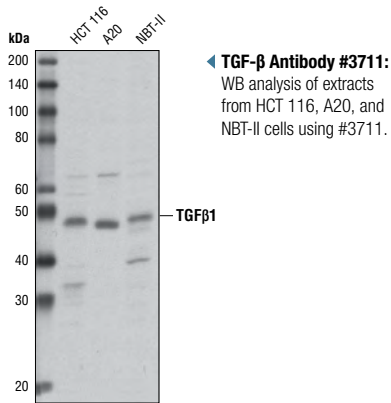 kDa
HCT 116
A20
NBT-II
200
140
100
80
60
50
40
30
20
TGFβ1
TGF-β Antibody #3711:
WB analysis of extracts
from HCT 116, A20, and
NBT-II cells using #3711.